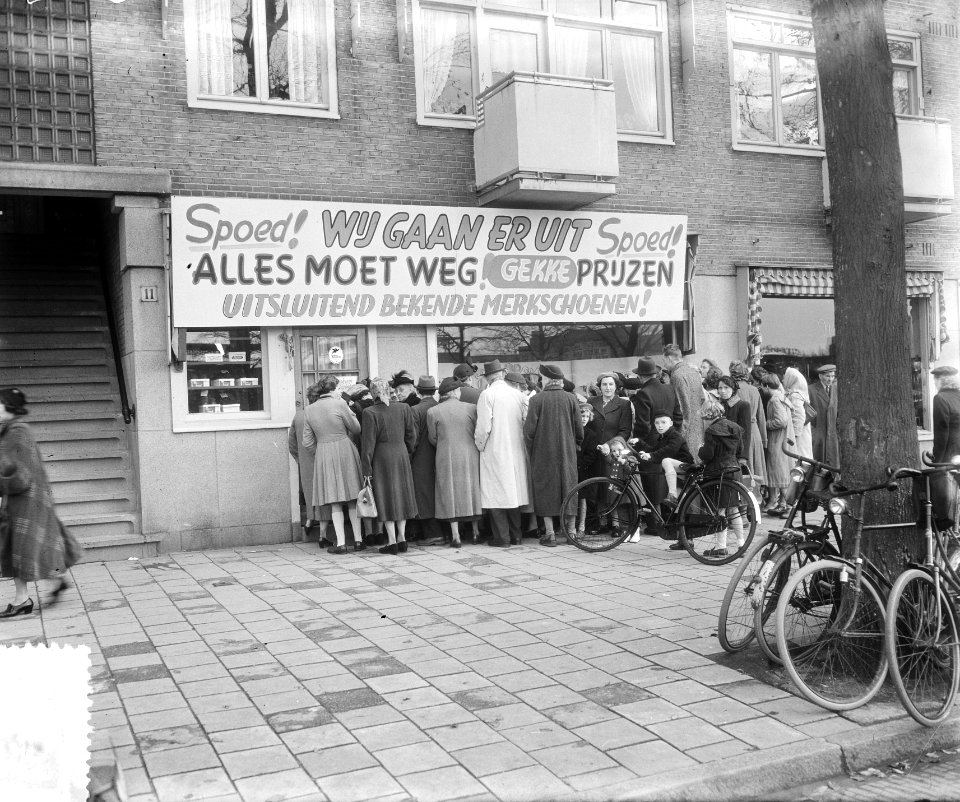 Spoed! WIJ GAAN ER UIT Spoed!
ALLES MOET WEG! GEKKE PRIJZEN
UITSLUITEND BEKENDE MERKSCHOENEN!
11